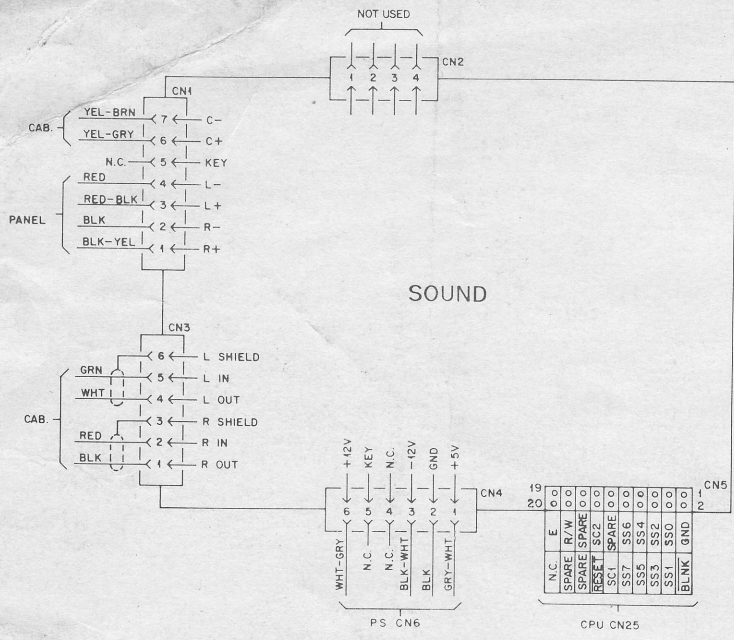 NOT USED
CN2
1 2 3 4
CN1
CAB.
YEL-BRN 7 C-
YEL-GRY 6 C+
N.C. 5 KEY
PANEL
RED 4 L-
RED-BLK 3 L+
BLK 2 R-
BLK-YEL 1 R+
SOUND
CN3
6 L SHIELD
CAB.
GRN 5 L IN
WHT 4 L OUT
3 R SHIELD
RED 2 R IN
BLK 1 R OUT
+12V KEY N.C. -12V GND +5V
CN4
6 5 4 3 2 1
WHT-GRY N.C. N.C. BLK-WHT BLK GRY-WHT
PS CN6
CN5
19 1
20 2
E R/W SPARE SC2 SPARE SS6 SS4 SS2 SS0 GND
N.C. SPARE SPARE RESET SC1 SS7 SS5 SS3 SS1 BLNK
CPU CN25